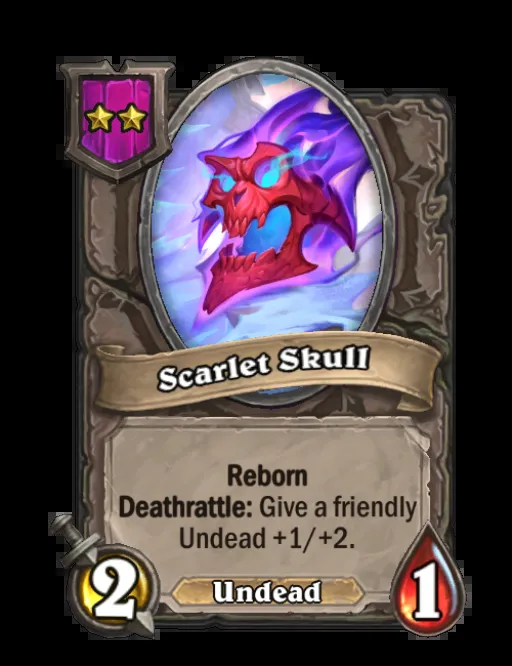 Scarlet Skull
Reborn
Deathrattle: Give a friendly
Undead +1/+2.
2
Undead
1